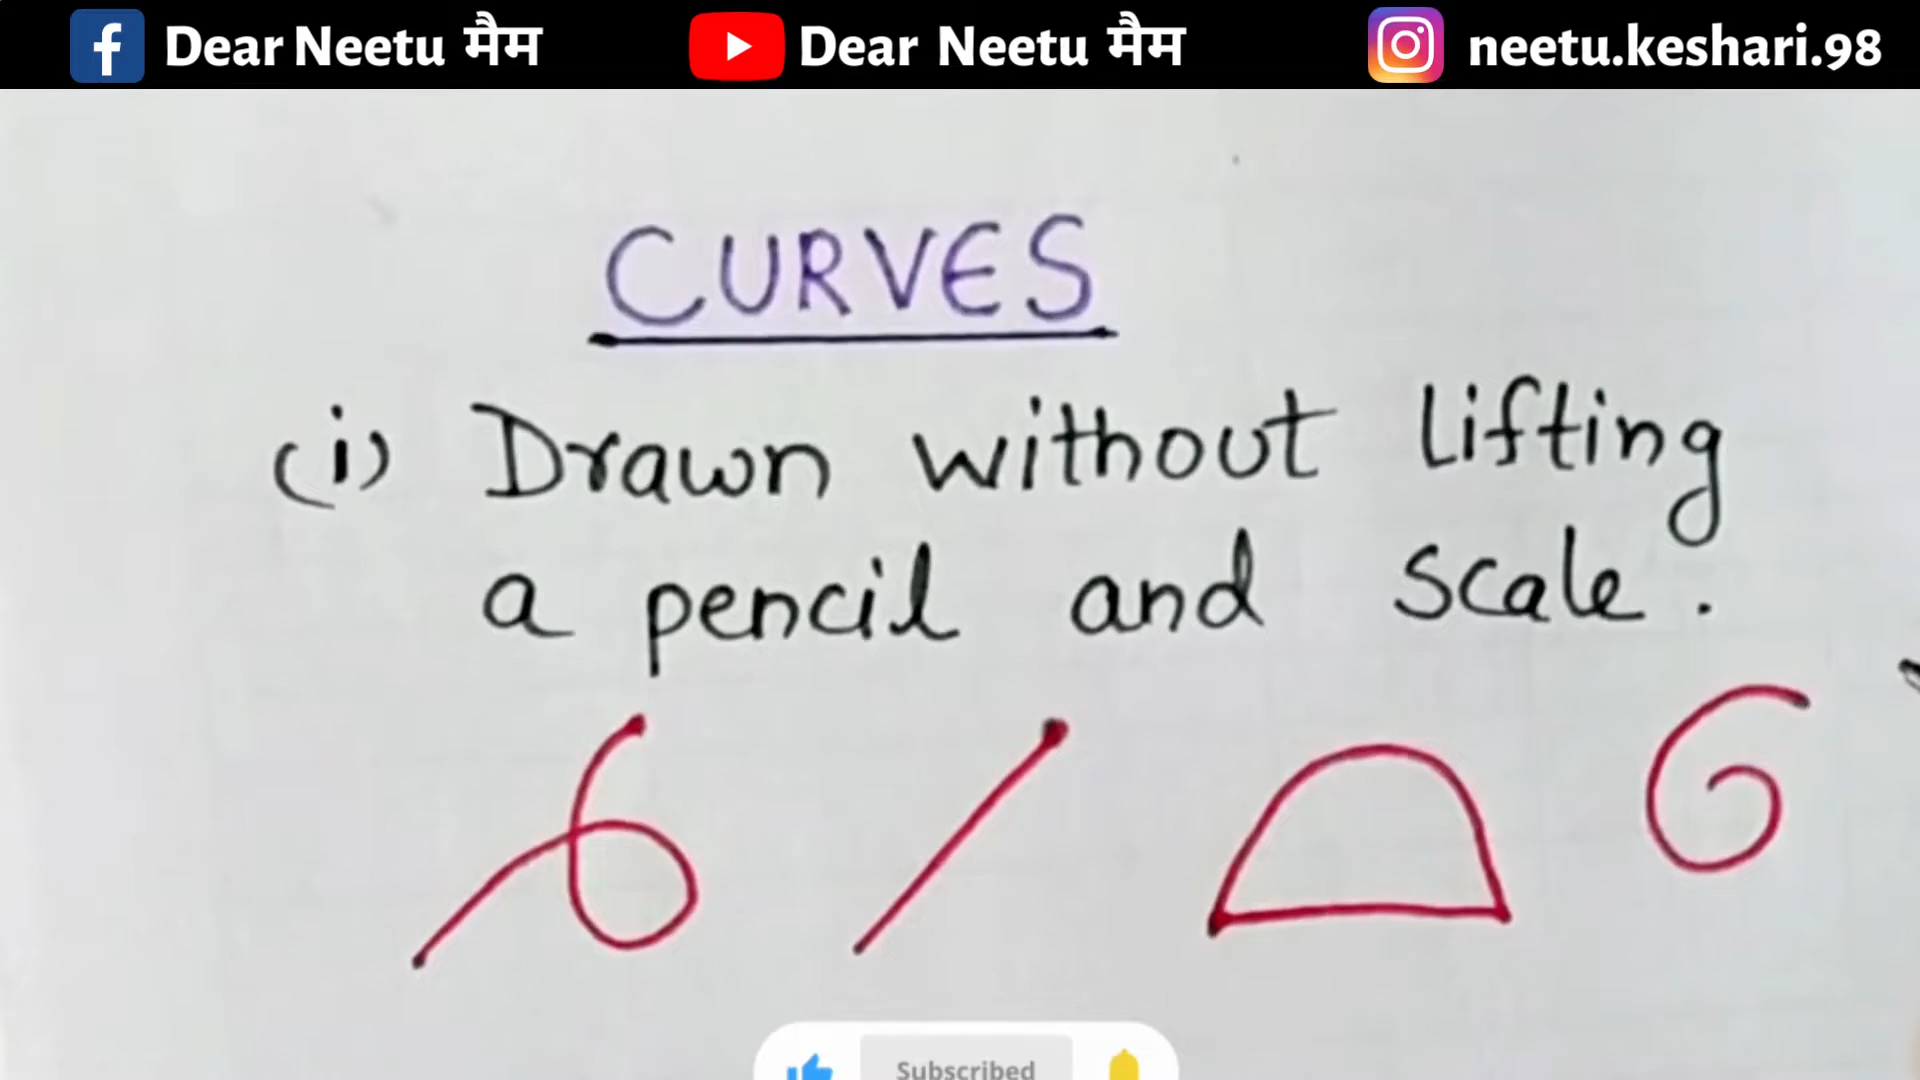 Dear Neetu मैम
Dear Neetu मैम
neetu.keshari.98
CURVES
(i) Drawn without lifting
a pencil and scale.
Subscribed